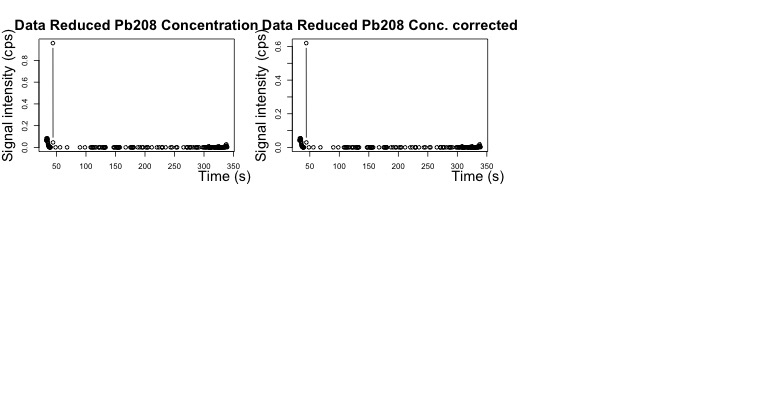 Data Reduced Pb208 Concentration
Signal intensity (cps)
0.0 0.2 0.4 0.6 0.8
50 100 150 200 250 300 350
Time (s)
Data Reduced Pb208 Conc. corrected
Signal intensity (cps)
0.0 0.2 0.4 0.6
50 100 150 200 250 300 350
Time (s)